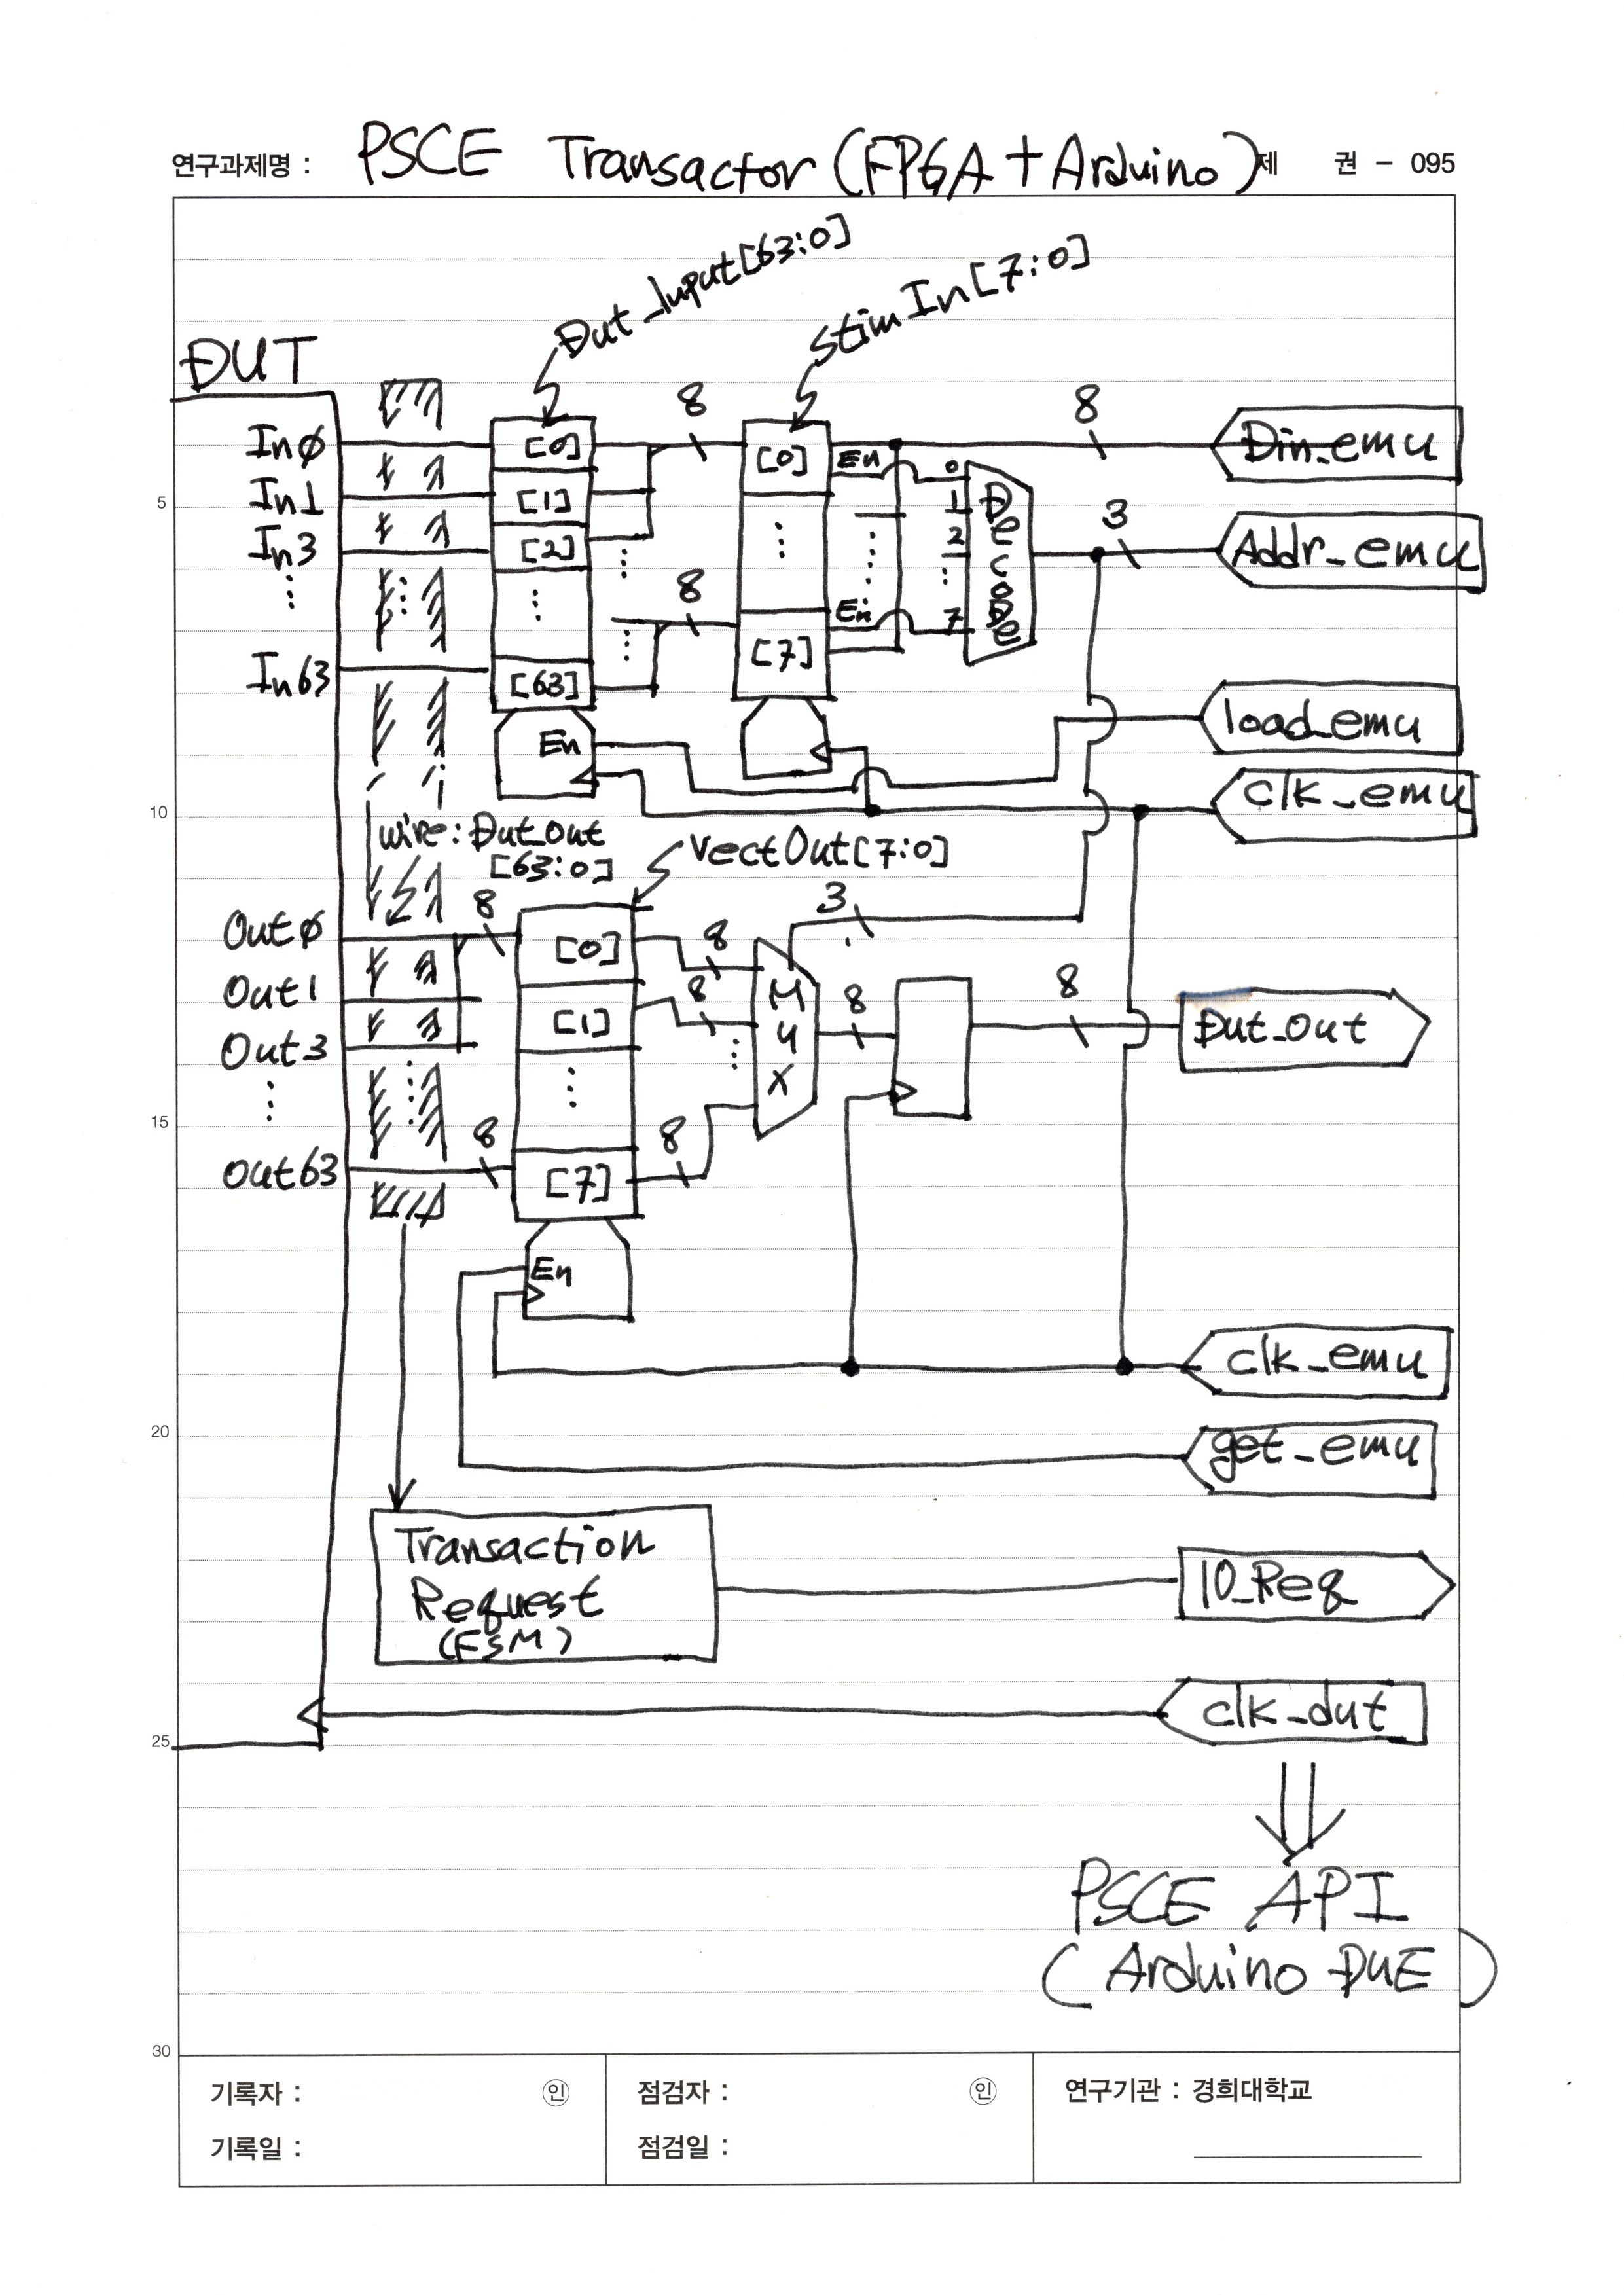 연구과제명 : PSCE Transactor (FPGA + Arduino) 제 권 - 095
Dut_Input[63:0]
StimIn[7:0]
DUT
In0 [0] 8 [0] En 0 8 Din_emu
In1 [1] 1 Decode 3
5
In3 [2] 2 Addr_emu
8 En 7
[7]
In63 [63]
En load_emu
clk_emu
10
wire: Dut_Out
[63:0]
VectOut[7:0]
Out0 8 [0] 8 3
Out1 [1] 8 MUX 8 8 Dut_Out
Out3
15
Out63 8 [7] 8
En
clk_emu
20
get_emu
Transaction
Request
(FSM)
IO_Req
clk_dut
25
PSCE API
(Arduino DUE)
30
기록자 : 인 점검자 : 인 연구기관 : 경희대학교
기록일 : 점검일 :